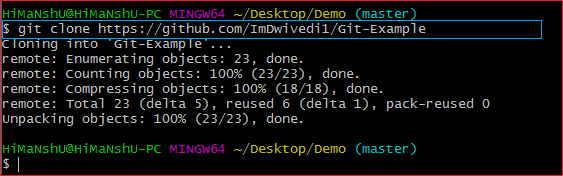 HiMaNshU@HiMaNshU-PC MINGW64 ~/Desktop/Demo (master)
$ git clone https://github.com/ImDwivedi1/Git-Example
Cloning into 'Git-Example'...
remote: Enumerating objects: 23, done.
remote: Counting objects: 100% (23/23), done.
remote: Compressing objects: 100% (18/18), done.
remote: Total 23 (delta 5), reused 6 (delta 1), pack-reused 0
Unpacking objects: 100% (23/23), done.
HiMaNshU@HiMaNshU-PC MINGW64 ~/Desktop/Demo (master)
$